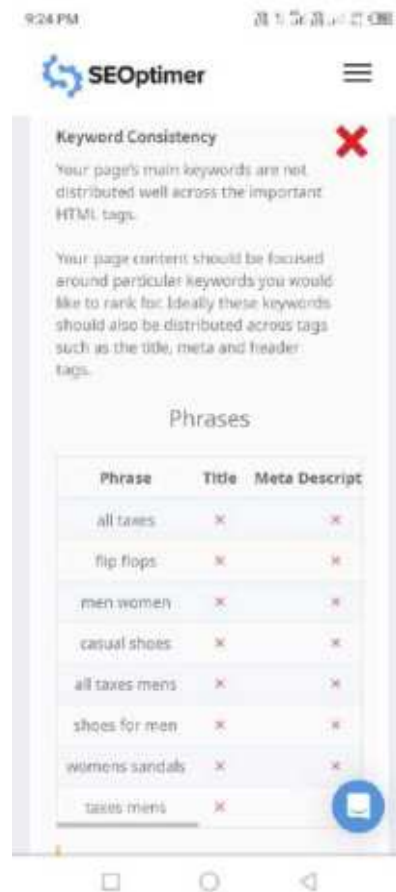 9:24 PM
SEOptimer
Keyword Consistency
Your page's main keywords are not
distributed well across the important
HTML tags.
Your page content should be focused
around particular keywords you would
like to rank for. Ideally these keywords
should also be distributed across tags
such as the title, meta and header
tags.
Phrases
Phrase Title Meta Descript
all taxes × ×
flip flops × ×
men women × ×
casual shoes × ×
all taxes mens × ×
shoes for men × ×
womens sandals × ×
taxes mens ×